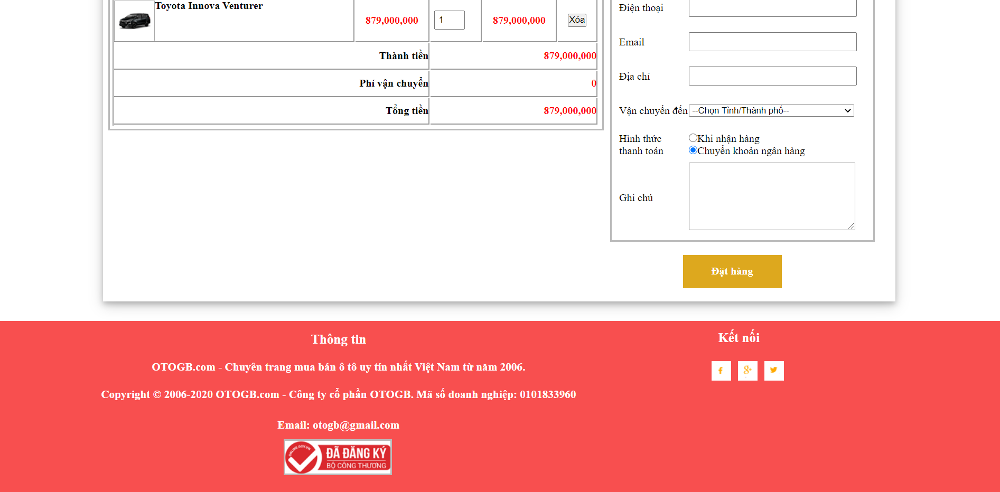 Toyota Innova Venturer
879,000,000
1
879,000,000
Xóa
Thành tiền
879,000,000
Phí vận chuyển
0
Tổng tiền
879,000,000
Điện thoại
Email
Địa chỉ
Vận chuyển đến
--Chọn Tỉnh/Thành phố--
Hình thức
thanh toán
Khi nhận hàng
Chuyển khoản ngân hàng
Ghi chú
Đặt hàng
Thông tin
OTOGB.com - Chuyên trang mua bán ô tô uy tín nhất Việt Nam từ năm 2006.
Copyright © 2006-2020 OTOGB.com - Công ty cổ phần OTOGB. Mã số doanh nghiệp: 0101833960
Email: otogb@gmail.com
ONLINE.GOV.VN
ĐÃ ĐĂNG KÝ
BỘ CÔNG THƯƠNG
Kết nối